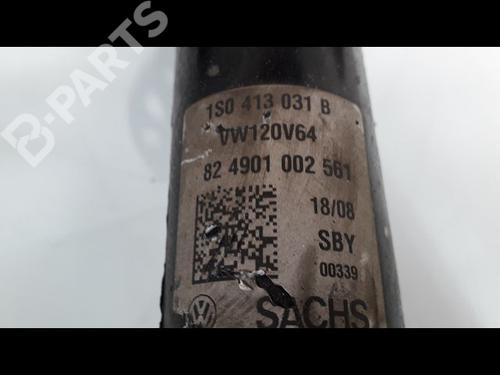 B-Parts
1S0 413 031 B
VW120V64
82 4901 002 561
18/08
SBY
00339
SACHS